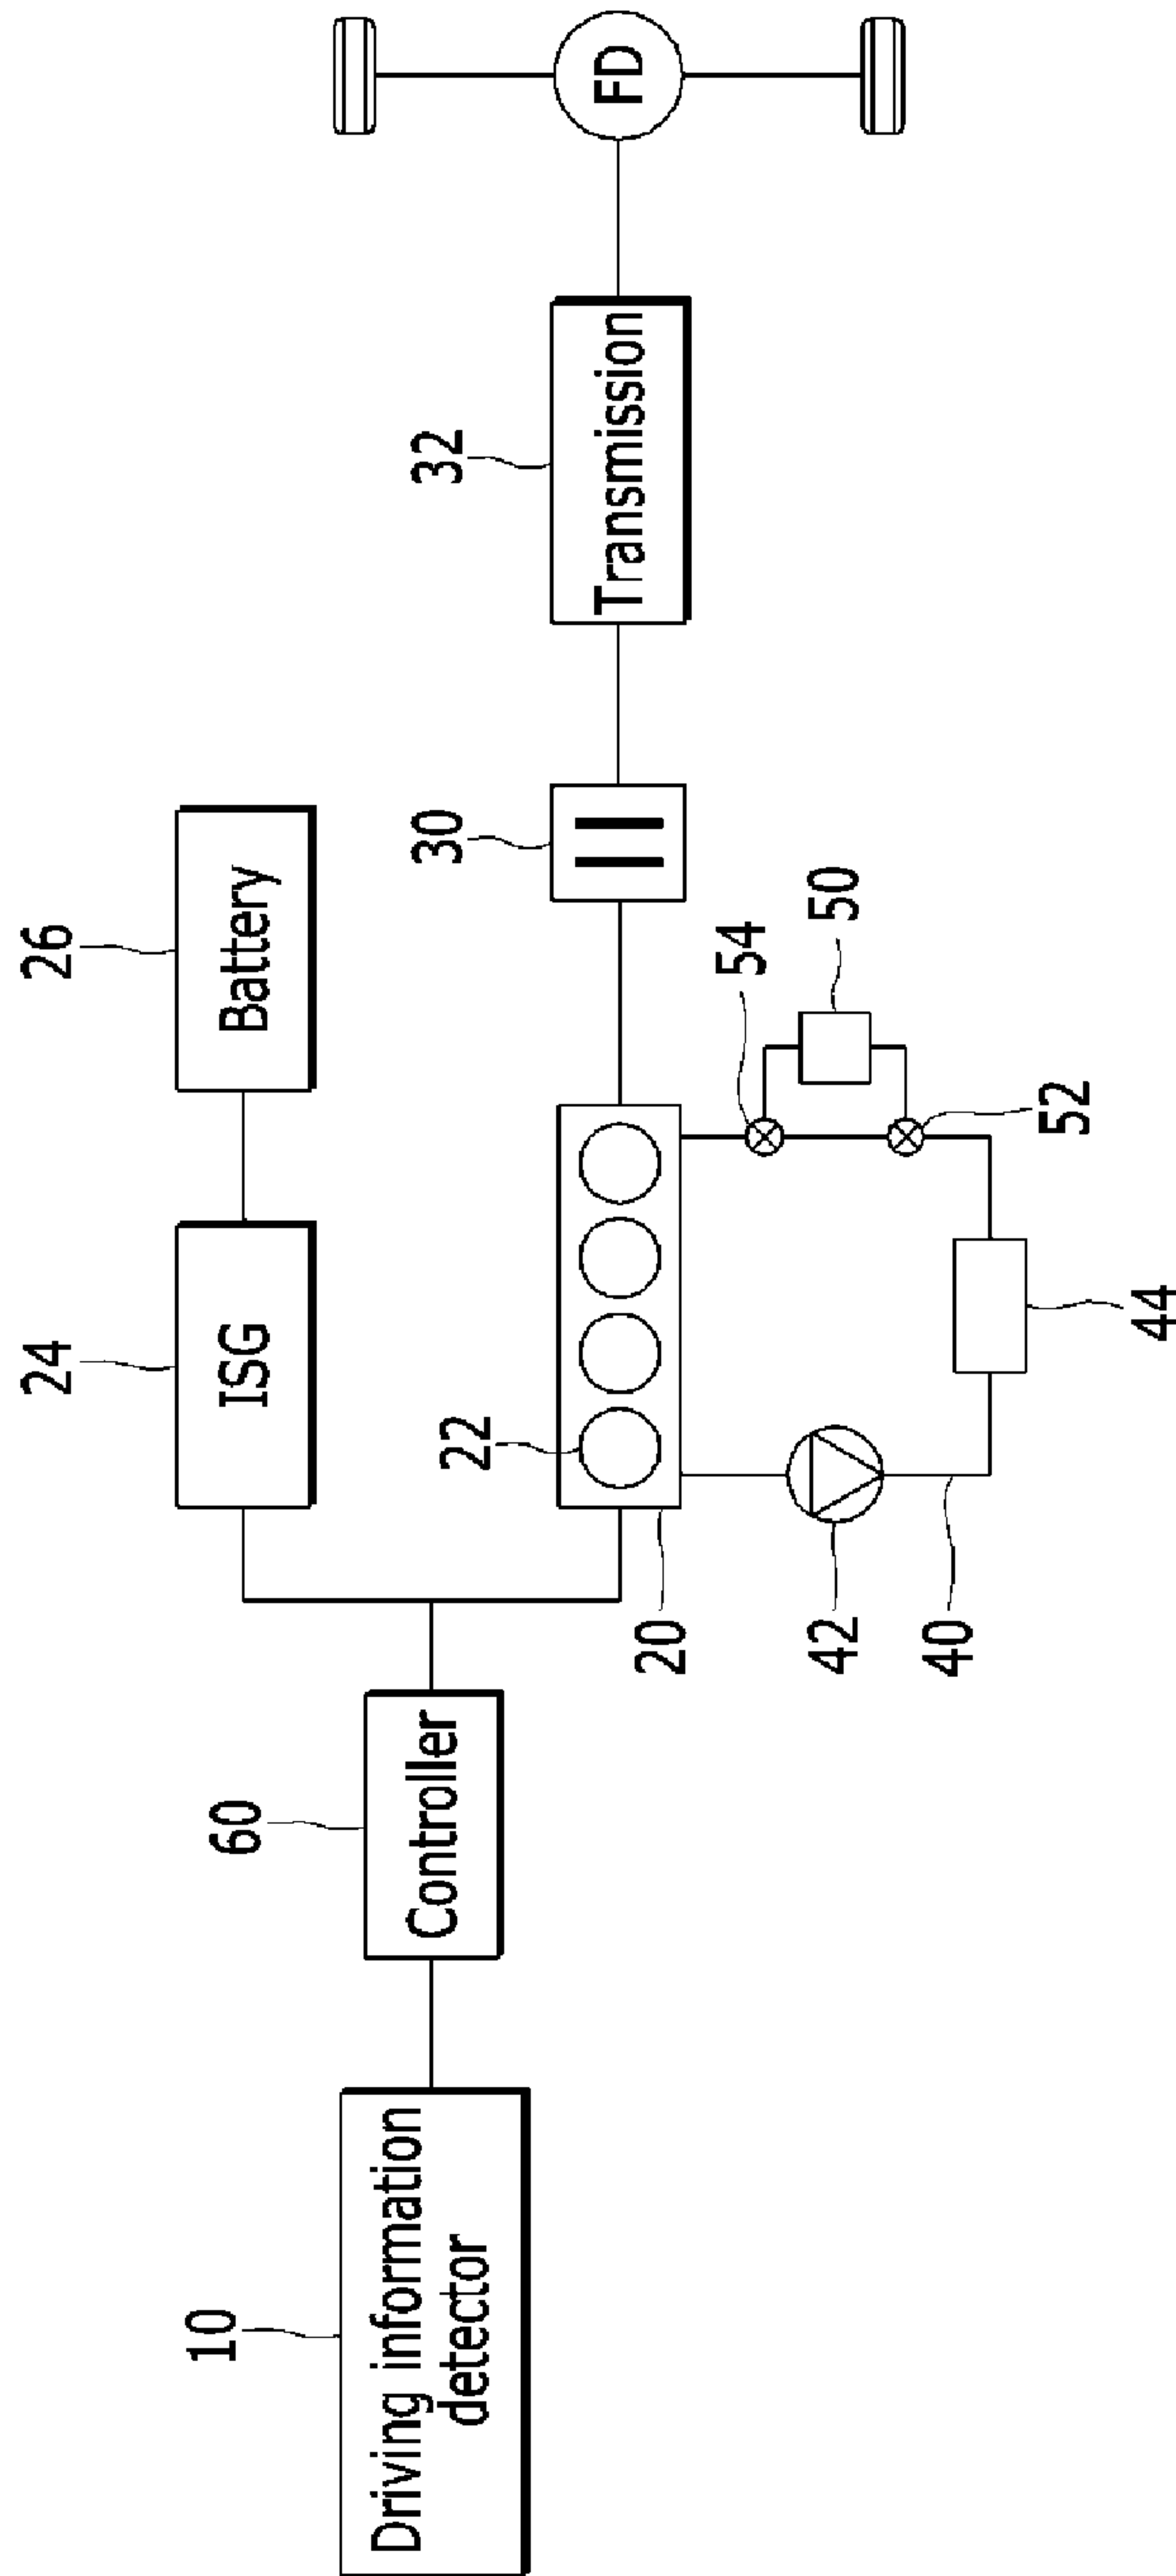 26
Battery
24
ISG
60
Controller
10
Driving information
detector
22
20
30
32
Transmission
FD
54
50
52
42
40
44